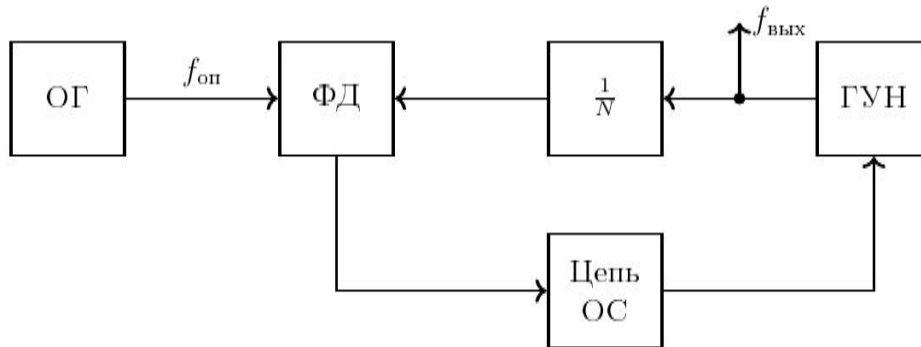 f_вых
ОГ
f_оп
ФД
1/N
ГУН
Цепь
ОС